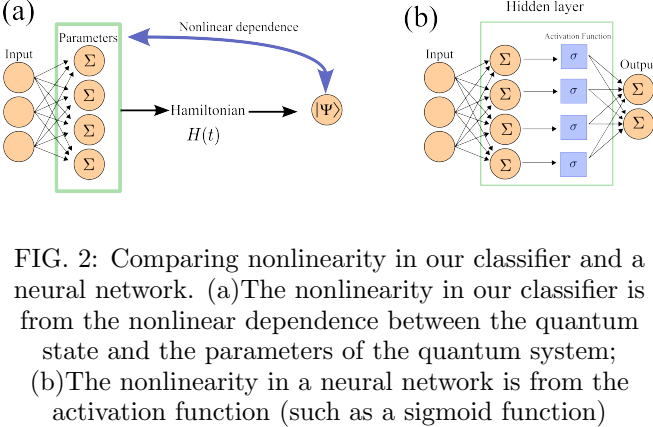 (a)
Nonlinear dependence
Input
Parameters
Σ
Σ
Σ
Σ
Hamiltonian
H(t)
|Ψ⟩
(b)
Hidden layer
Activation Function
Input
Output
Σ
Σ
Σ
Σ
σ
σ
σ
σ
Σ
Σ
FIG. 2: Comparing nonlinearity in our classifier and a
neural network. (a)The nonlinearity in our classifier is
from the nonlinear dependence between the quantum
state and the parameters of the quantum system;
(b)The nonlinearity in a neural network is from the
activation function (such as a sigmoid function)